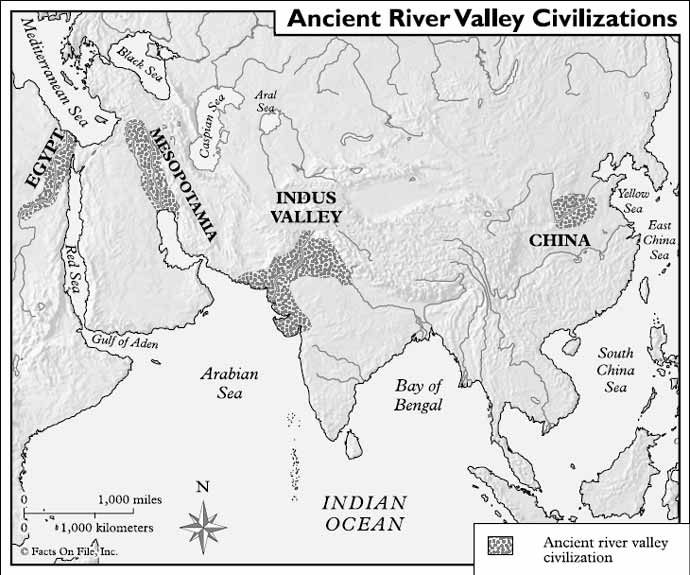 Ancient River Valley Civilizations
Mediterranean Sea
Black Sea
Caspian Sea
Aral
Sea
EGYPT
MESOPOTAMIA
INDUS
VALLEY
CHINA
Yellow
Sea
East
China
Sea
Red Sea
Gulf of Aden
Arabian
Sea
Bay of
Bengal
South
China
Sea
INDIAN
OCEAN
0 1,000 miles
0 1,000 kilometers
N
© Facts On File, Inc.
Ancient river valley
civilization